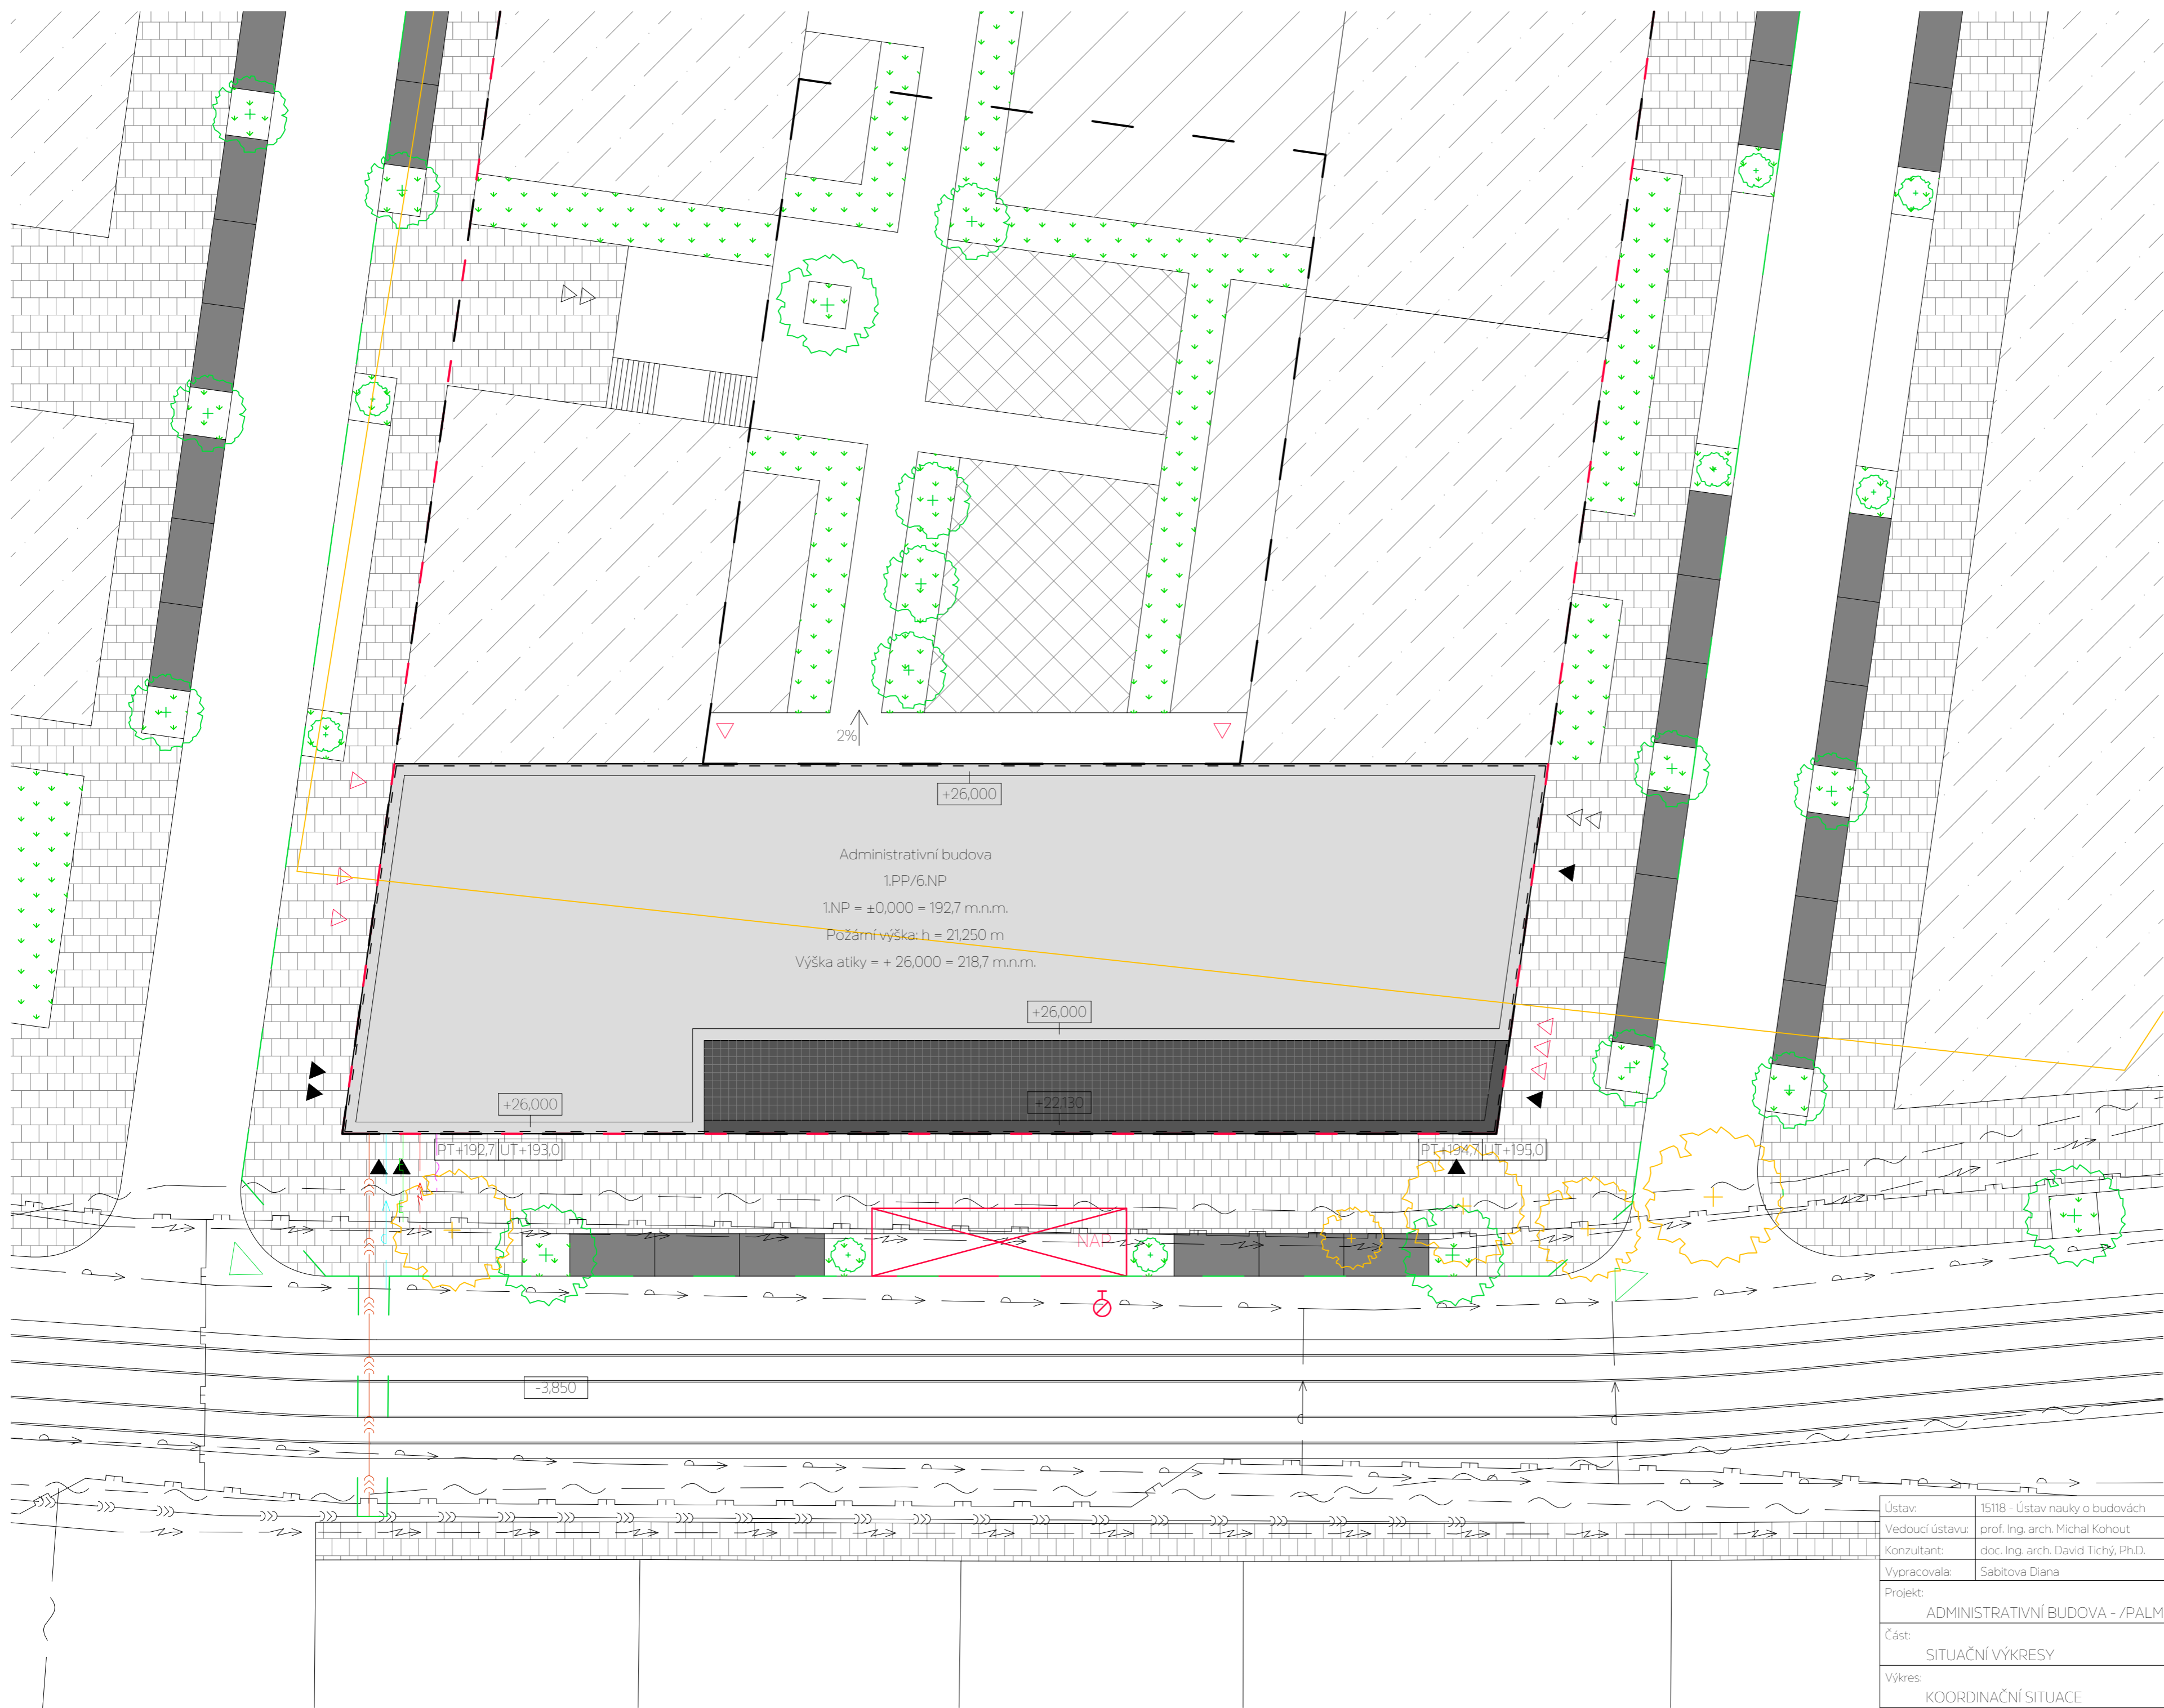 2%
+26,000
Administrativní budova
1.PP/6.NP
1.NP = ±0,000 = 192,7 m.n.m.
Požární výška: h = 21,250 m
Výška atiky = + 26,000 = 218,7 m.n.m.
+26,000
+26,000
+22,130
PT+192,7 UT+193,0
PT+194,7 UT+195,0
NAP
-3,850
Ústav: 15118 - Ústav nauky o budovách
Vedoucí ústavu: prof. Ing. arch. Michal Kohout
Konzultant: doc. Ing. arch. David Tichý, Ph.D.
Vypracovala: Sabitova Diana
Projekt:
ADMINISTRATIVNÍ BUDOVA - /PALM
Část:
SITUAČNÍ VÝKRESY
Výkres:
KOORDINAČNÍ SITUACE